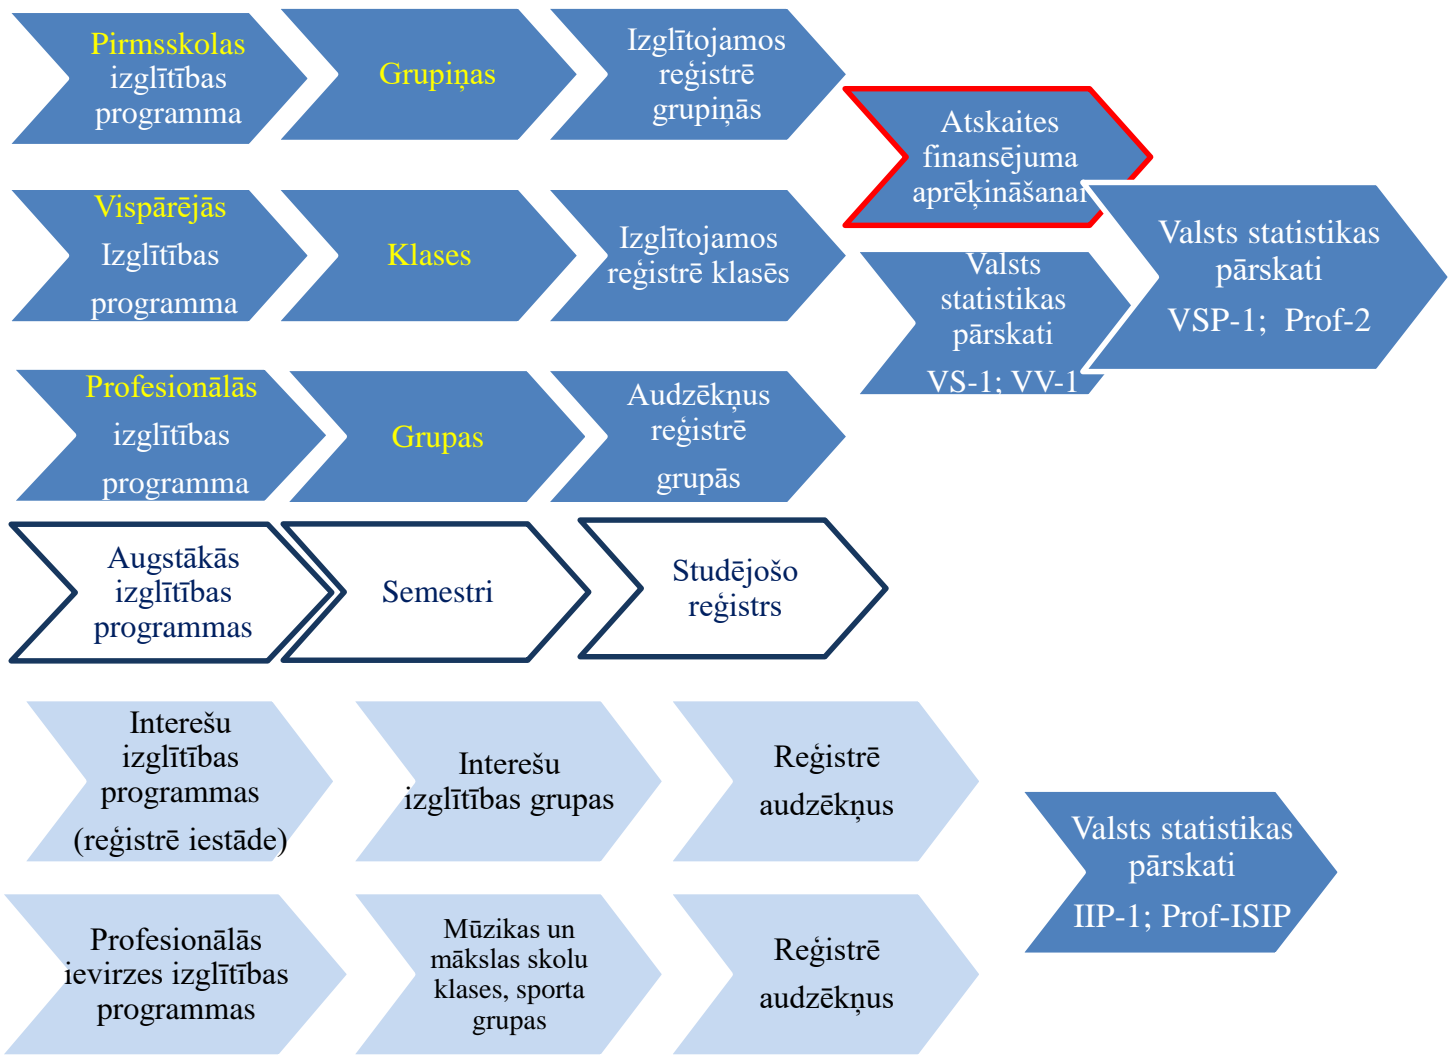 Pirmsskolas
izglītības
programma
Grupiņas
Izglītojamos
reģistrē
grupiņās
Atskaites
finansējuma
aprēķināšanai
Vispārējās
Izglītības
programma
Klases
Izglītojamos
reģistrē klasēs
Valsts
statistikas
pārskati
VS-1; VV-1
Valsts statistikas
pārskati
VSP-1; Prof-2
Profesionālās
izglītības
programma
Grupas
Audzēkņus
reģistrē
grupās
Augstākās
izglītības
programmas
Semestri
Studējošo
reģistrs
Interešu
izglītības
programmas
(reģistrē iestāde)
Interešu
izglītības grupas
Reģistrē
audzēkņus
Valsts statistikas
pārskati
IIP-1; Prof-ISIP
Profesionālās
ievirzes izglītības
programmas
Mūzikas un
mākslas skolu
klases, sporta
grupas
Reģistrē
audzēkņus